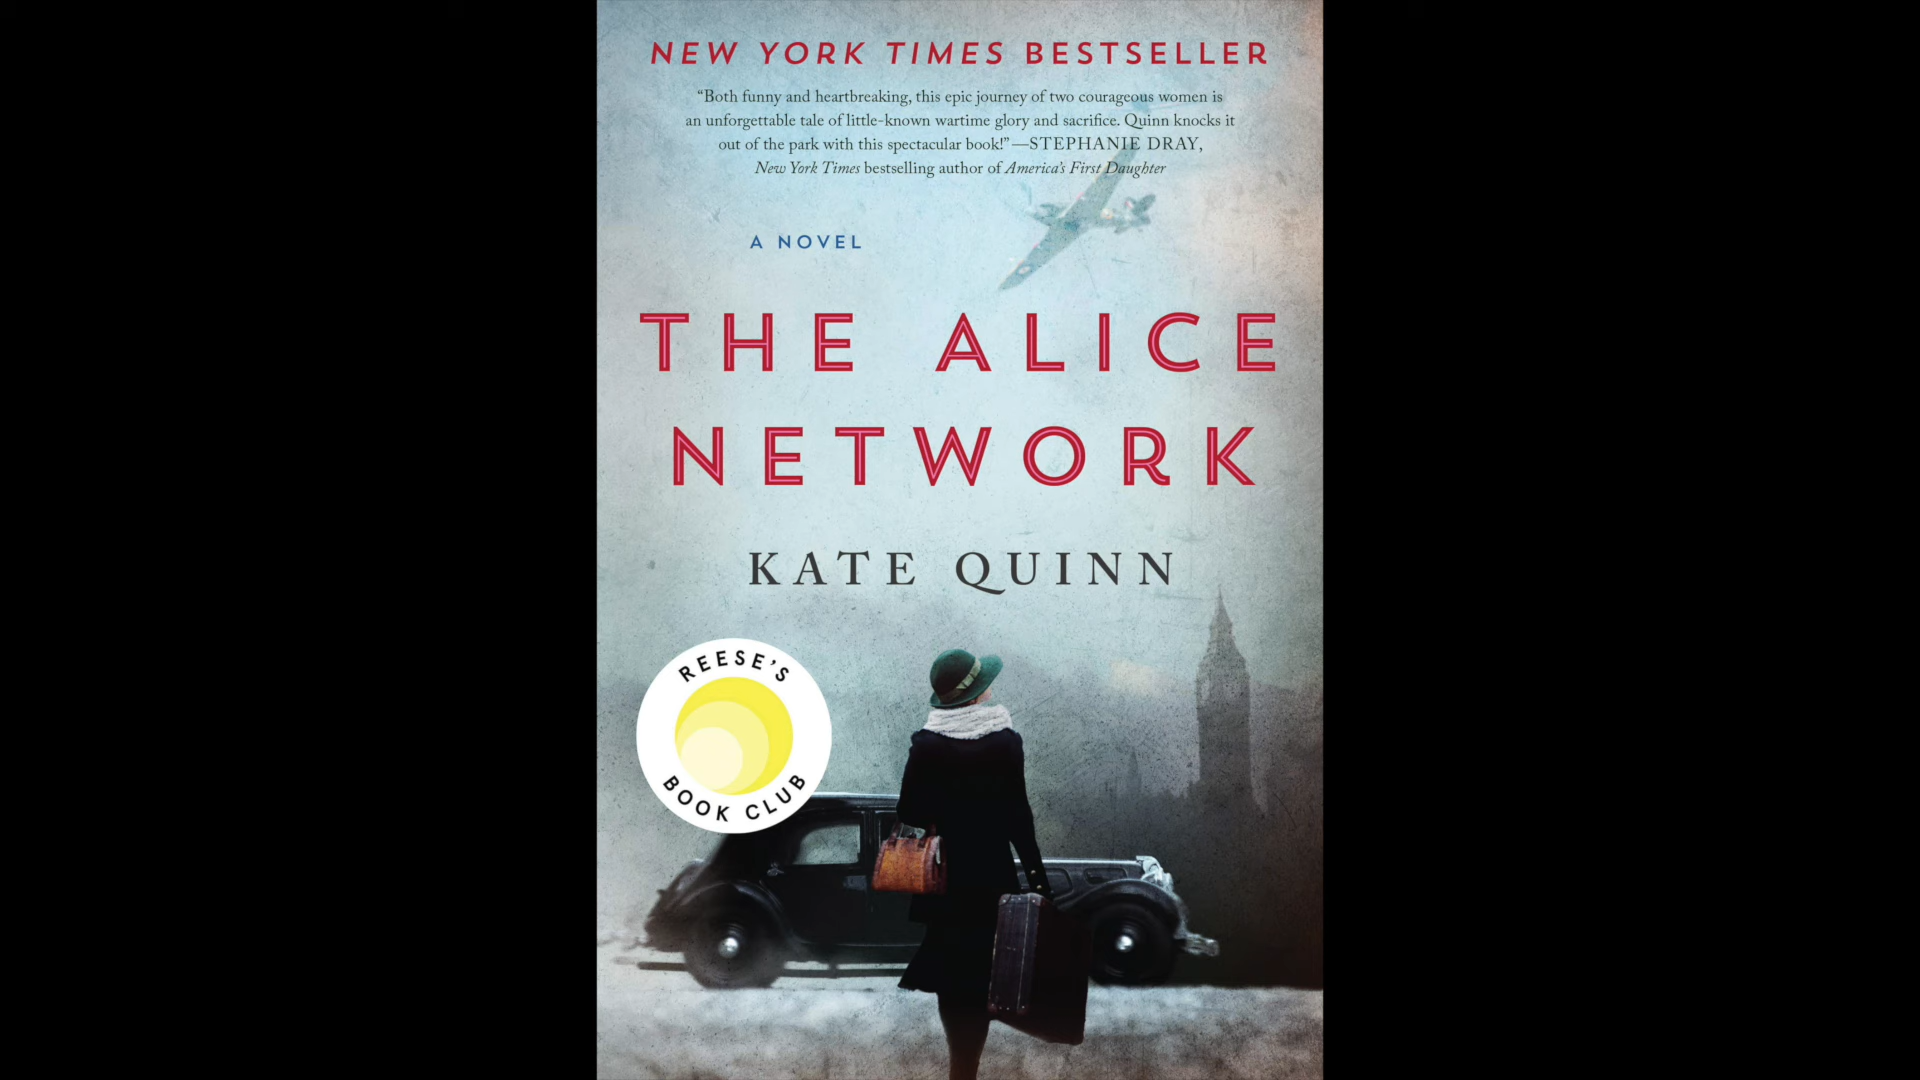 NEW YORK TIMES BESTSELLER
“Both funny and heartbreaking, this epic journey of two courageous women is
an unforgettable tale of little-known wartime glory and sacrifice. Quinn knocks it
out of the park with this spectacular book!”—STEPHANIE DRAY,
New York Times bestselling author of America’s First Daughter
A NOVEL
THE ALICE
NETWORK
KATE QUINN
REESE’S
BOOK CLUB